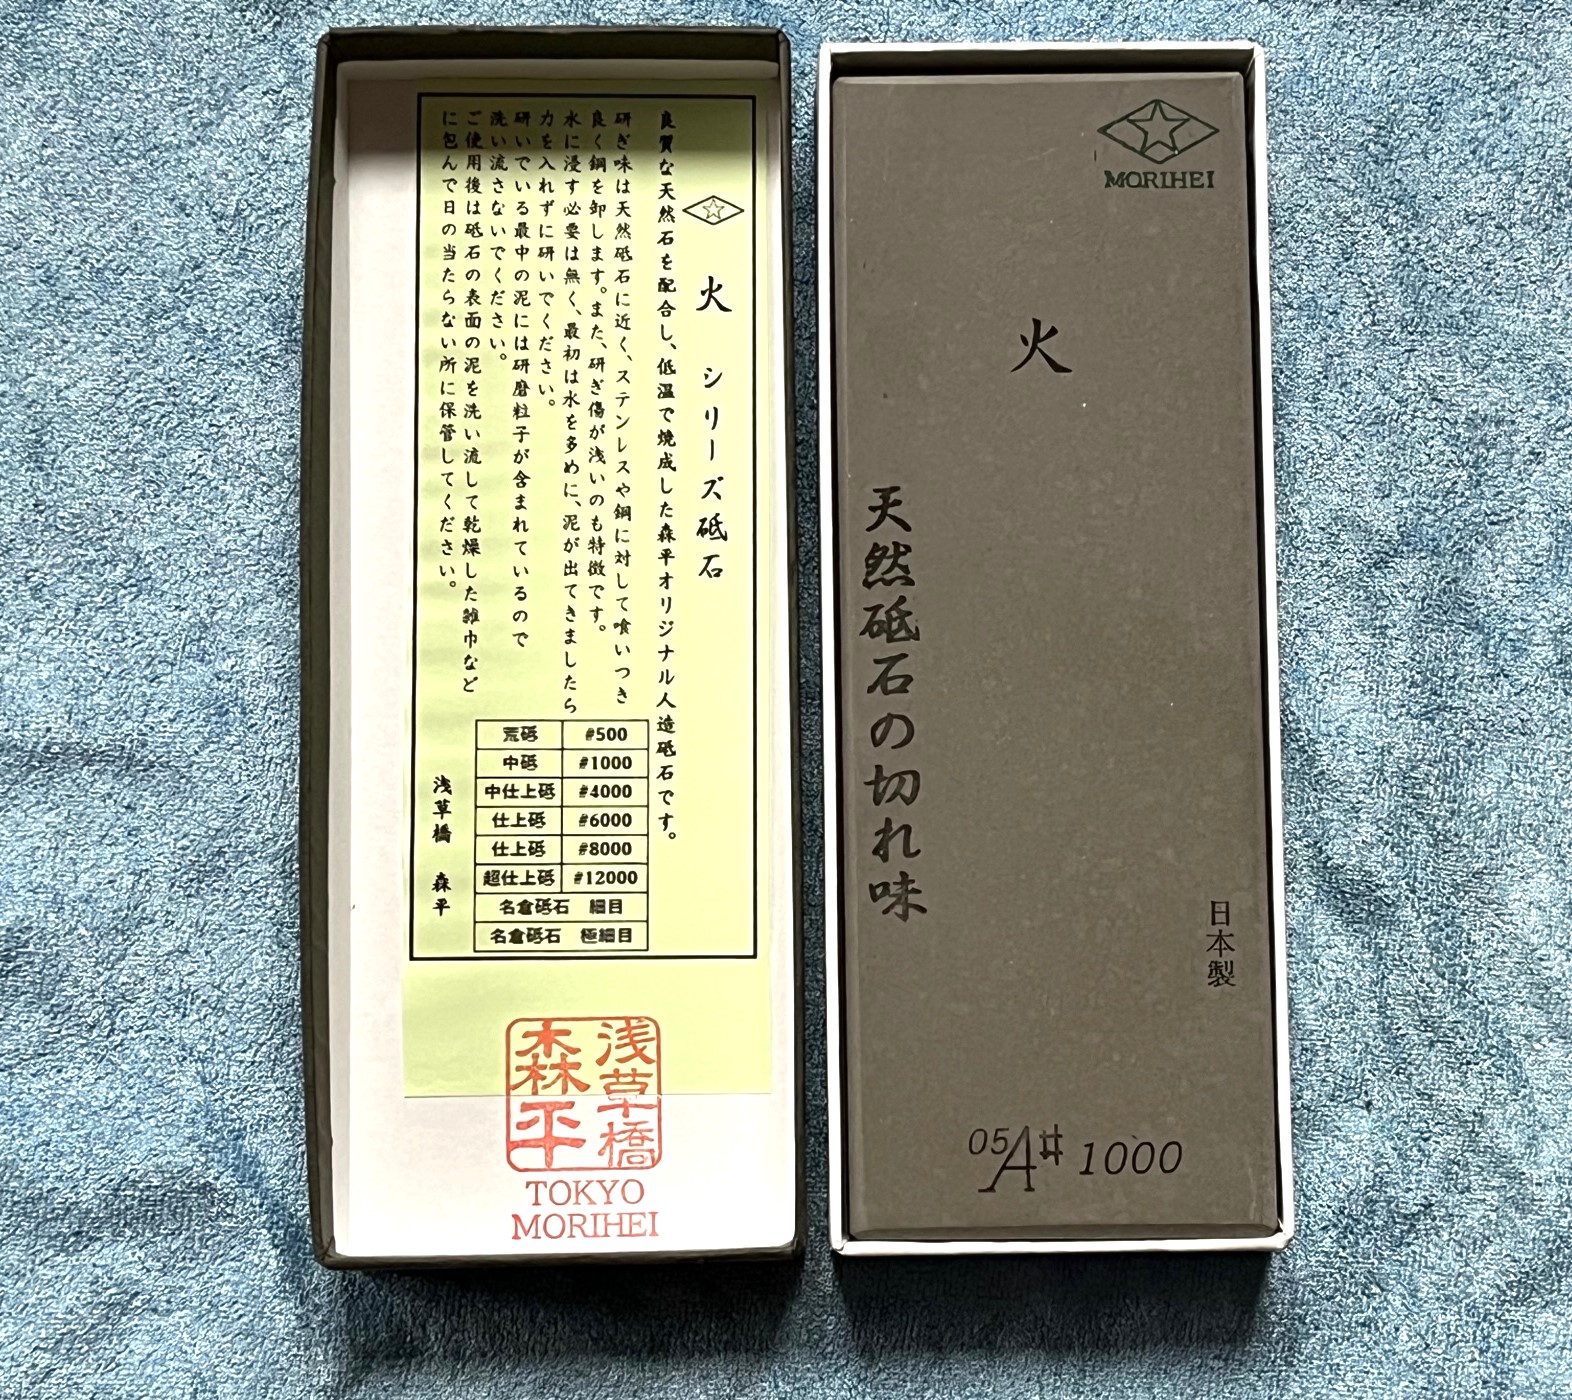 火 シリーズ砥石
良質な天然石を配合し、低温で焼成した森平オリジナル人造砥石です。
研ぎ味は天然砥石に近く、ステンレスや鋼に対して喰いつき
良く鋼を卸します。また、研ぎ傷が浅いのも特徴です。
水に浸す必要は無く、最初は水を多めに、泥が出てきましたら
力を入れずに研いでください。
研いでいる最中の泥には研磨粒子が含まれているので
洗い流さないでください。
ご使用後は砥石の表面の泥を洗い流して乾燥した雑巾など
に包んで日の当たらない所に保管してください。
荒砥 #500
中砥 #1000
中仕上砥 #4000
仕上砥 #6000
仕上砥 #8000
超仕上砥 #12000
名倉砥石 細目
名倉砥石 極細目
浅草橋 森平
浅草橋
森平
TOKYO
MORIHEI
MORIHEI
火
天然砥石の切れ味
日本製
05A#1000